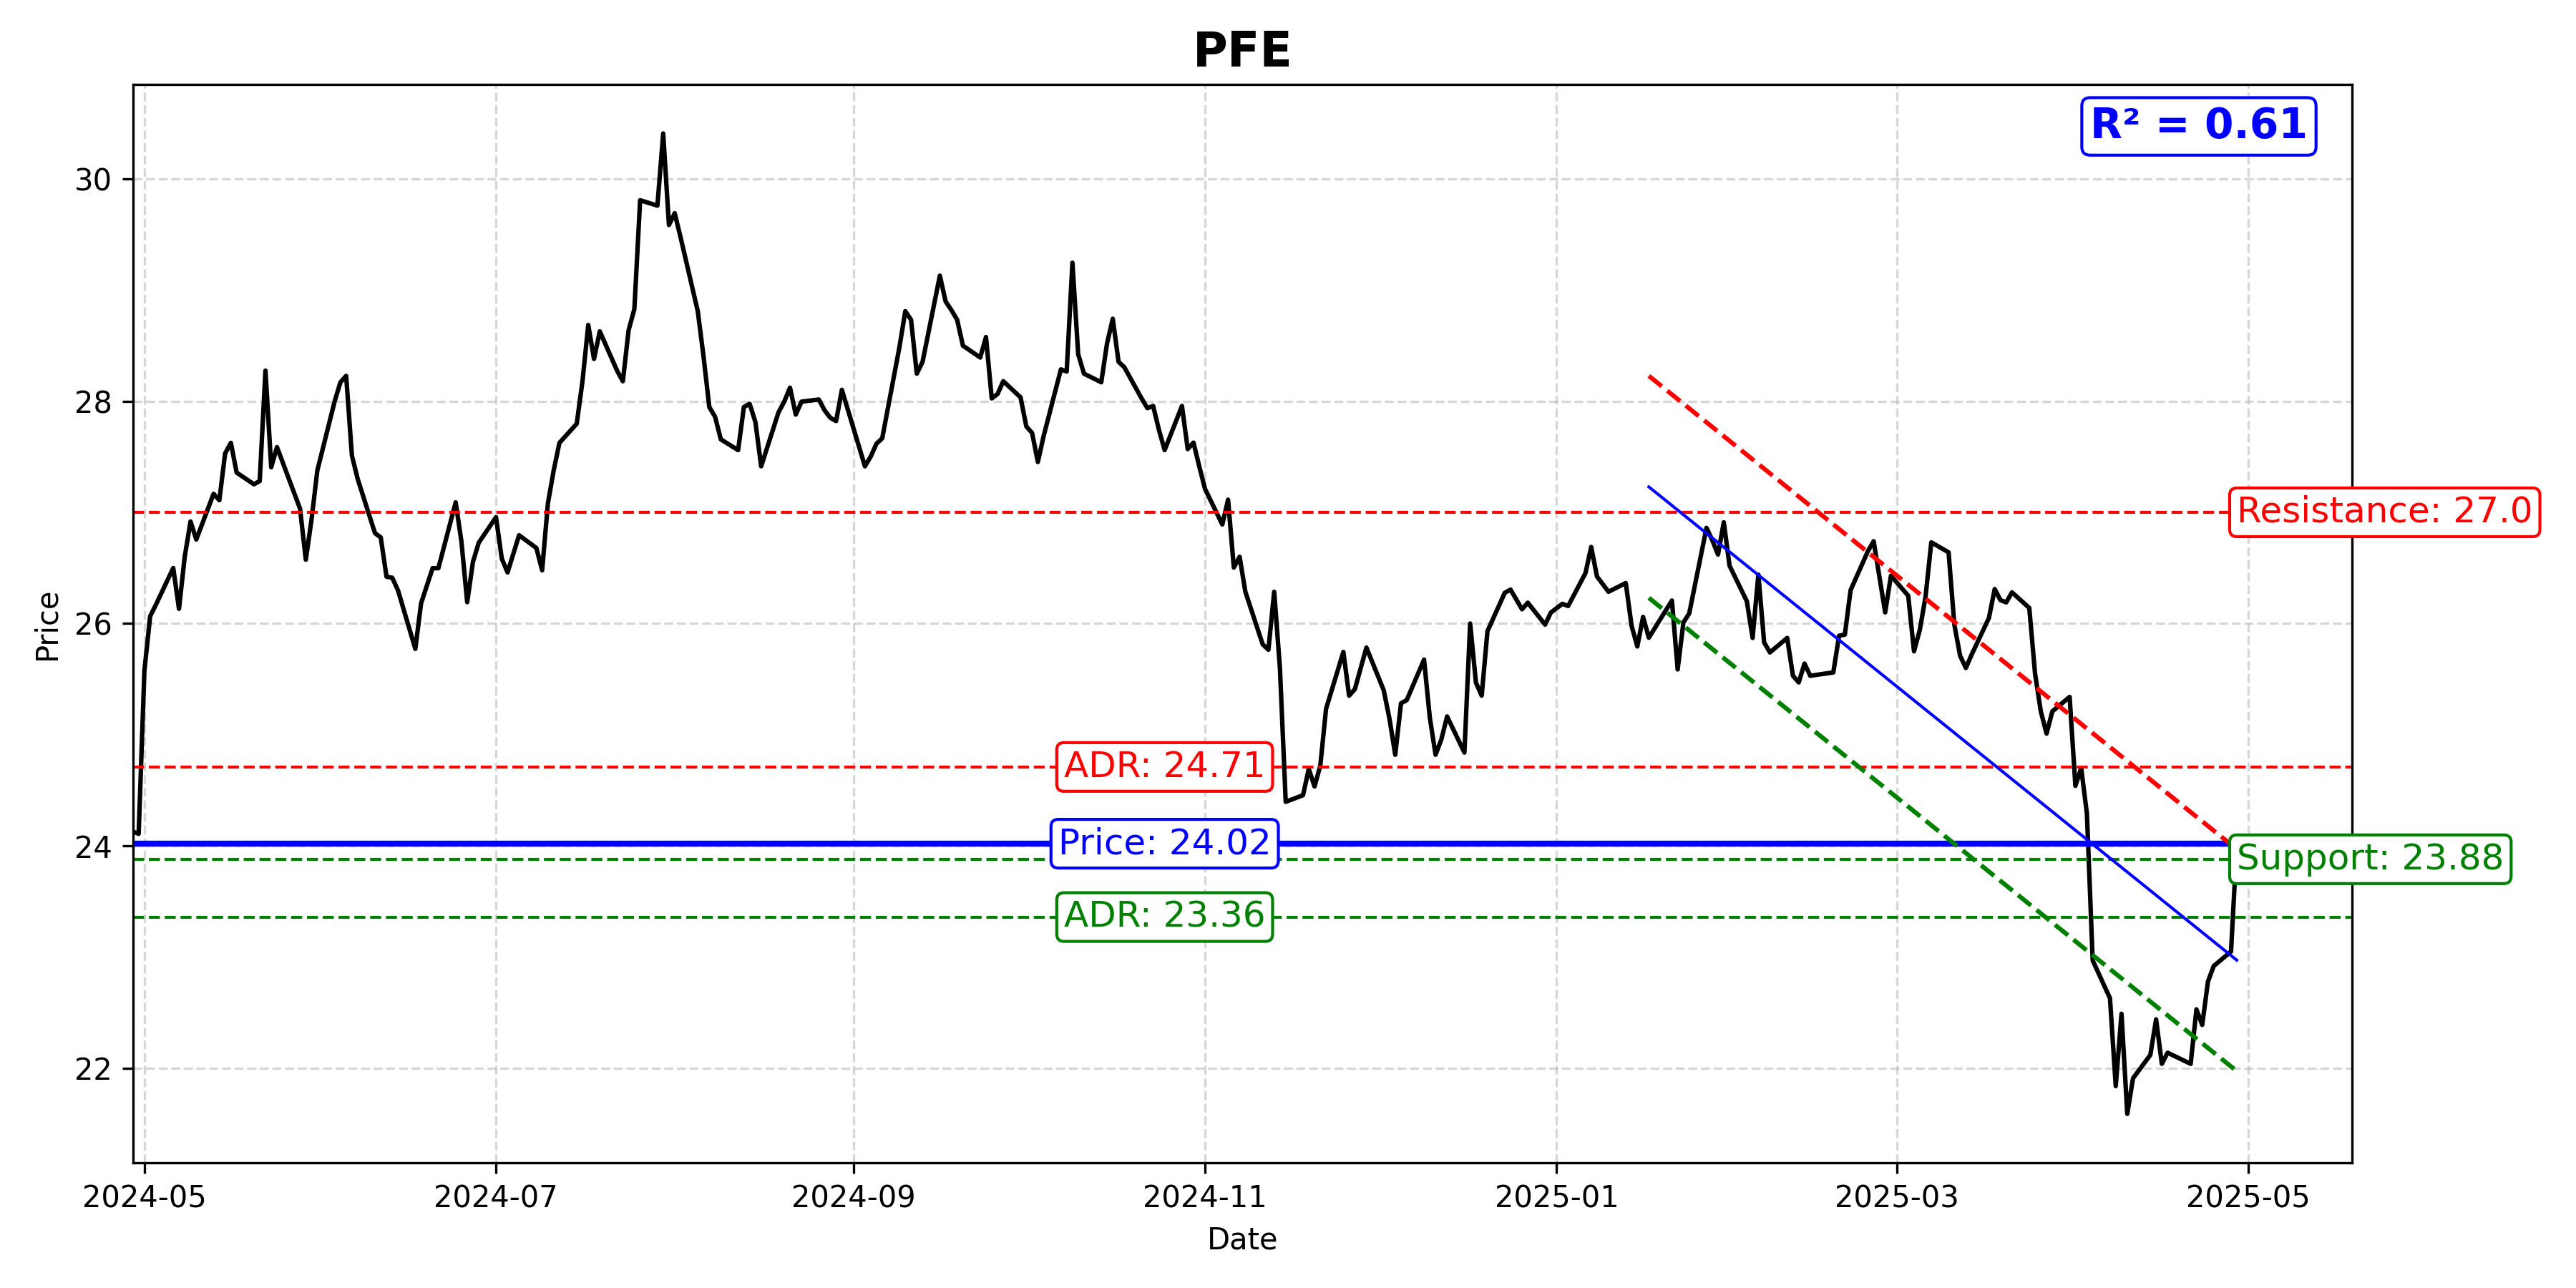 PFE
R² = 0.61
30
28
26
24
22
Price
Resistance: 27.0
ADR: 24.71
Price: 24.02
Support: 23.88
ADR: 23.36
2024-05
2024-07
2024-09
2024-11
2025-01
2025-03
2025-05
Date